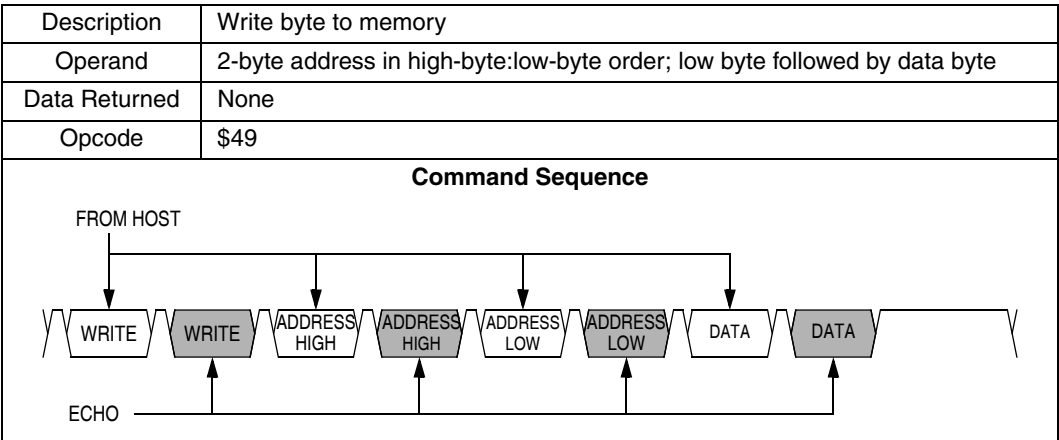 Description Write byte to memory
Operand 2-byte address in high-byte:low-byte order; low byte followed by data byte
Data Returned None
Opcode $49
Command Sequence
FROM HOST
WRITE WRITE ADDRESS HIGH ADDRESS HIGH ADDRESS LOW ADDRESS LOW DATA DATA
ECHO